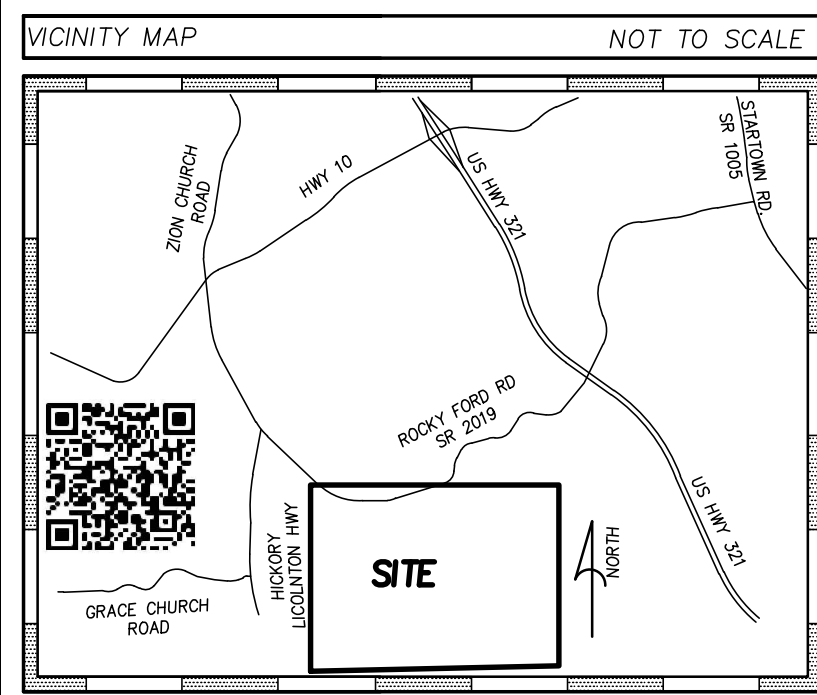 VICINITY MAP
NOT TO SCALE
ZION CHURCH
ROAD
HWY 10
US HWY 321
STARTOWN RD.
SR 1005
ROCKY FORD RD
SR 2019
US HWY 321
HICKORY
LICOLNTON HWY
SITE
NORTH
GRACE CHURCH
ROAD